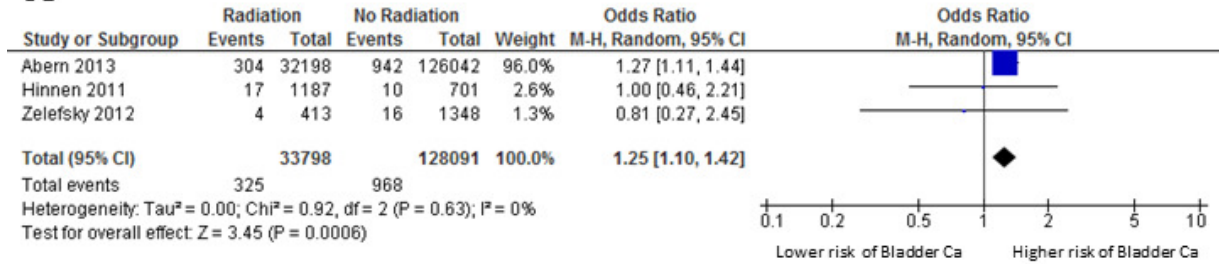 Radiation No Radiation Odds Ratio Odds Ratio
Study or Subgroup Events Total Events Total Weight M-H, Random, 95% CI M-H, Random, 95% CI
Abern 2013 304 32198 942 126042 96.0% 1.27 [1.11, 1.44]
Hinnen 2011 17 1187 10 701 2.6% 1.00 [0.46, 2.21]
Zelefsky 2012 4 413 16 1348 1.3% 0.81 [0.27, 2.45]
Total (95% CI) 33798 128091 100.0% 1.25 [1.10, 1.42]
Total events 325 968
Heterogeneity: Tau² = 0.00; Chi² = 0.92, df = 2 (P = 0.63); I² = 0%
Test for overall effect: Z = 3.45 (P = 0.0006)
0.1 0.2 0.5 1 2 5 10
Lower risk of Bladder Ca Higher risk of Bladder Ca